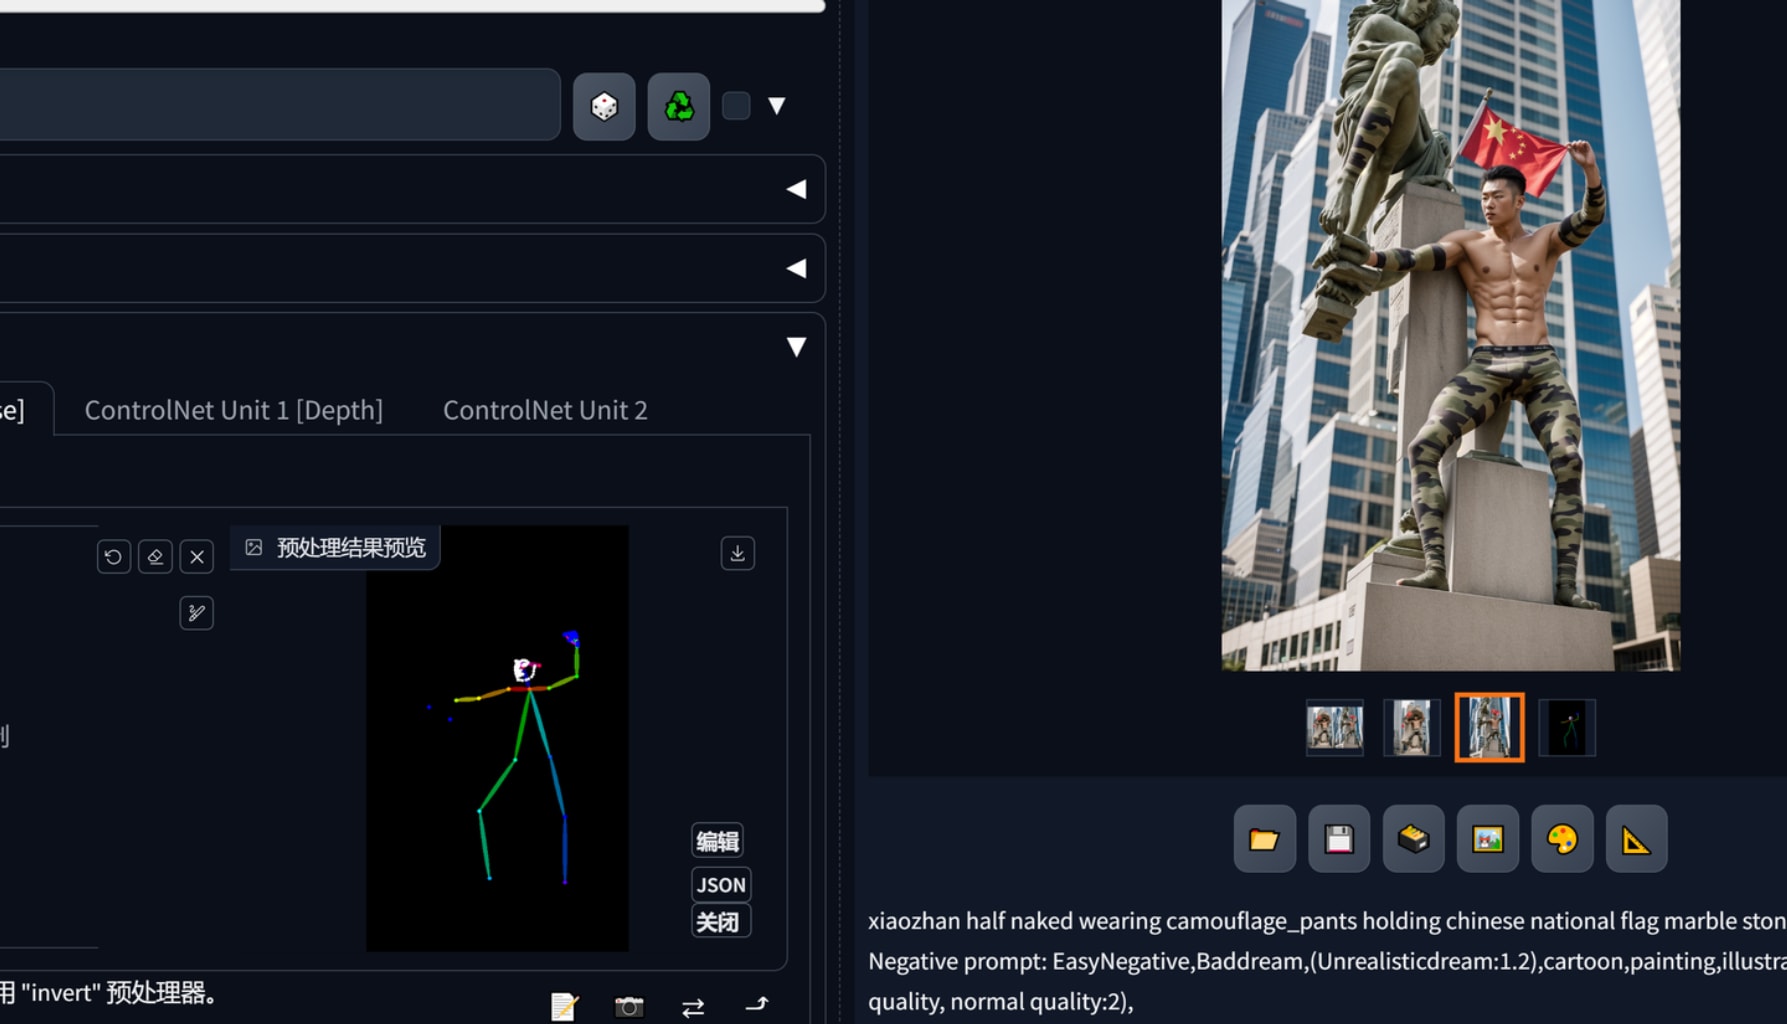 se]
ControlNet Unit 1 [Depth]
ControlNet Unit 2
预处理结果预览
编辑
JSON
关闭
用 "invert" 预处理器。
xiaozhan half naked wearing camouflage_pants holding chinese national flag marble ston
Negative prompt: EasyNegative,Baddream,(Unrealisticdream:1.2),cartoon,painting,illustra
quality, normal quality:2),